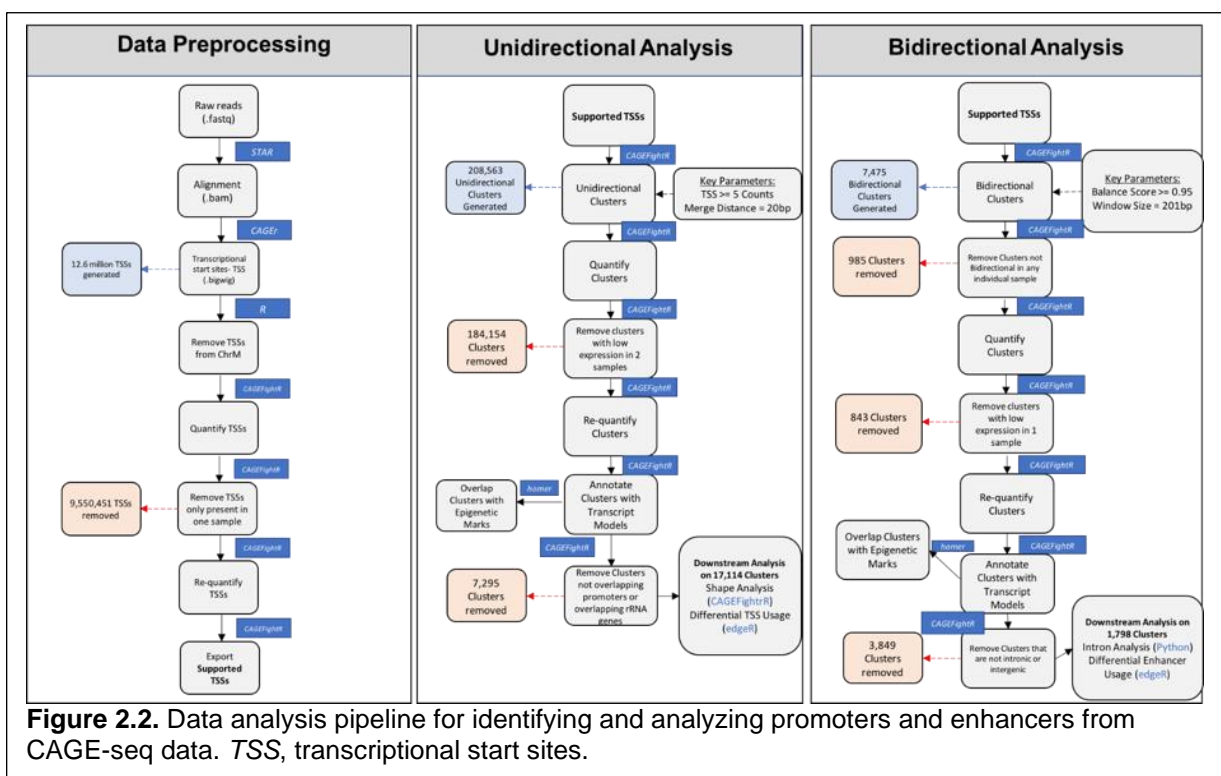 Data Preprocessing
Raw reads
(.fastq)
STAR
Alignment
(.bam)
CAGEr
12.6 million TSSs
generated
Transcriptional
start sites- TSS
(.bigwig)
R
Remove TSSs
from ChrM
CAGEFightR
Quantify TSSs
CAGEFightR
9,550,451 TSSs
removed
Remove TSSs
only present in
one sample
CAGEFightR
Re-quantify
TSSs
CAGEFightR
Export
Supported
TSSs
Unidirectional Analysis
Supported TSSs
CAGEFightR
208,563
Unidirectional
Clusters
Generated
Unidirectional
Clusters
Key Parameters:
TSS >= 5 Counts
Merge Distance = 20bp
CAGEFightR
Quantify
Clusters
CAGEFightR
184,154
Clusters
removed
Remove clusters
with low
expression in 2
samples
CAGEFightR
Re-quantify
Clusters
CAGEFightR
Overlap
Clusters with
Epigenetic
Marks
homer
Annotate
Clusters with
Transcript
Models
CAGEFightR
7,295
Clusters
removed
Remove Clusters
not overlapping
promoters or
overlapping rRNA
genes
Downstream Analysis
on 17,114 Clusters
Shape Analysis
(CAGEFightrR)
Differential TSS Usage
(edgeR)
Bidirectional Analysis
Supported TSSs
CAGEFightR
7,475
Bidirectional
Clusters
Generated
Bidirectional
Clusters
Key Parameters:
Balance Score >= 0.95
Window Size = 201bp
CAGEFightR
985 Clusters
removed
Remove Clusters not
Bidirectional in any
individual sample
CAGEFightR
Quantify
Clusters
CAGEFightR
843 Clusters
removed
Remove clusters
with low
expression in 1
sample
CAGEFightR
Re-quantify
Clusters
CAGEFightR
Overlap Clusters
with Epigenetic
Marks
homer
Annotate
Clusters with
Transcript
Models
CAGEFightR
3,849
Clusters
removed
Remove Clusters that
are not intronic or
intergenic
Downstream Analysis on
1,798 Clusters
Intron Analysis (Python)
Differential Enhancer
Usage (edgeR)
Figure 2.2. Data analysis pipeline for identifying and analyzing promoters and enhancers from
CAGE-seq data. TSS, transcriptional start sites.